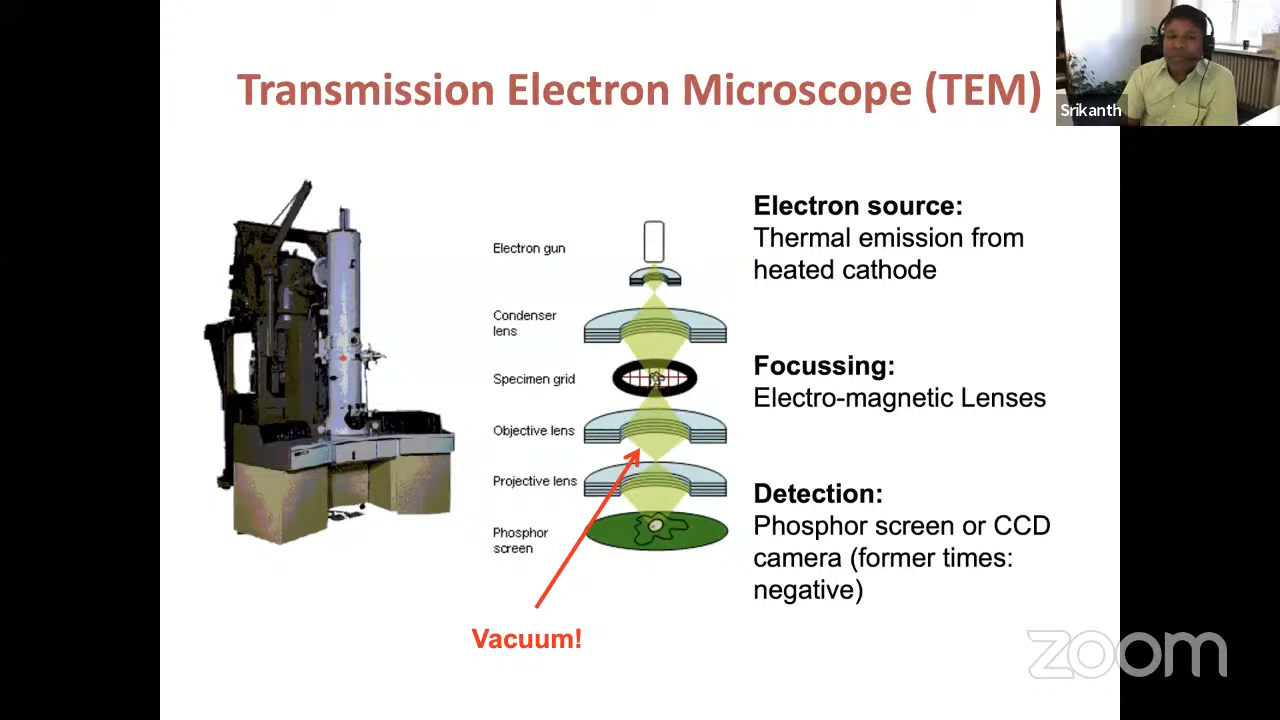 Transmission Electron Microscope (TEM)
Srikanth
Electron gun
Condenser
lens
Specimen grid
Objective lens
Projective lens
Phosphor
screen
Vacuum!
Electron source:
Thermal emission from
heated cathode
Focussing:
Electro-magnetic Lenses
Detection:
Phosphor screen or CCD
camera (former times:
negative)
zoom